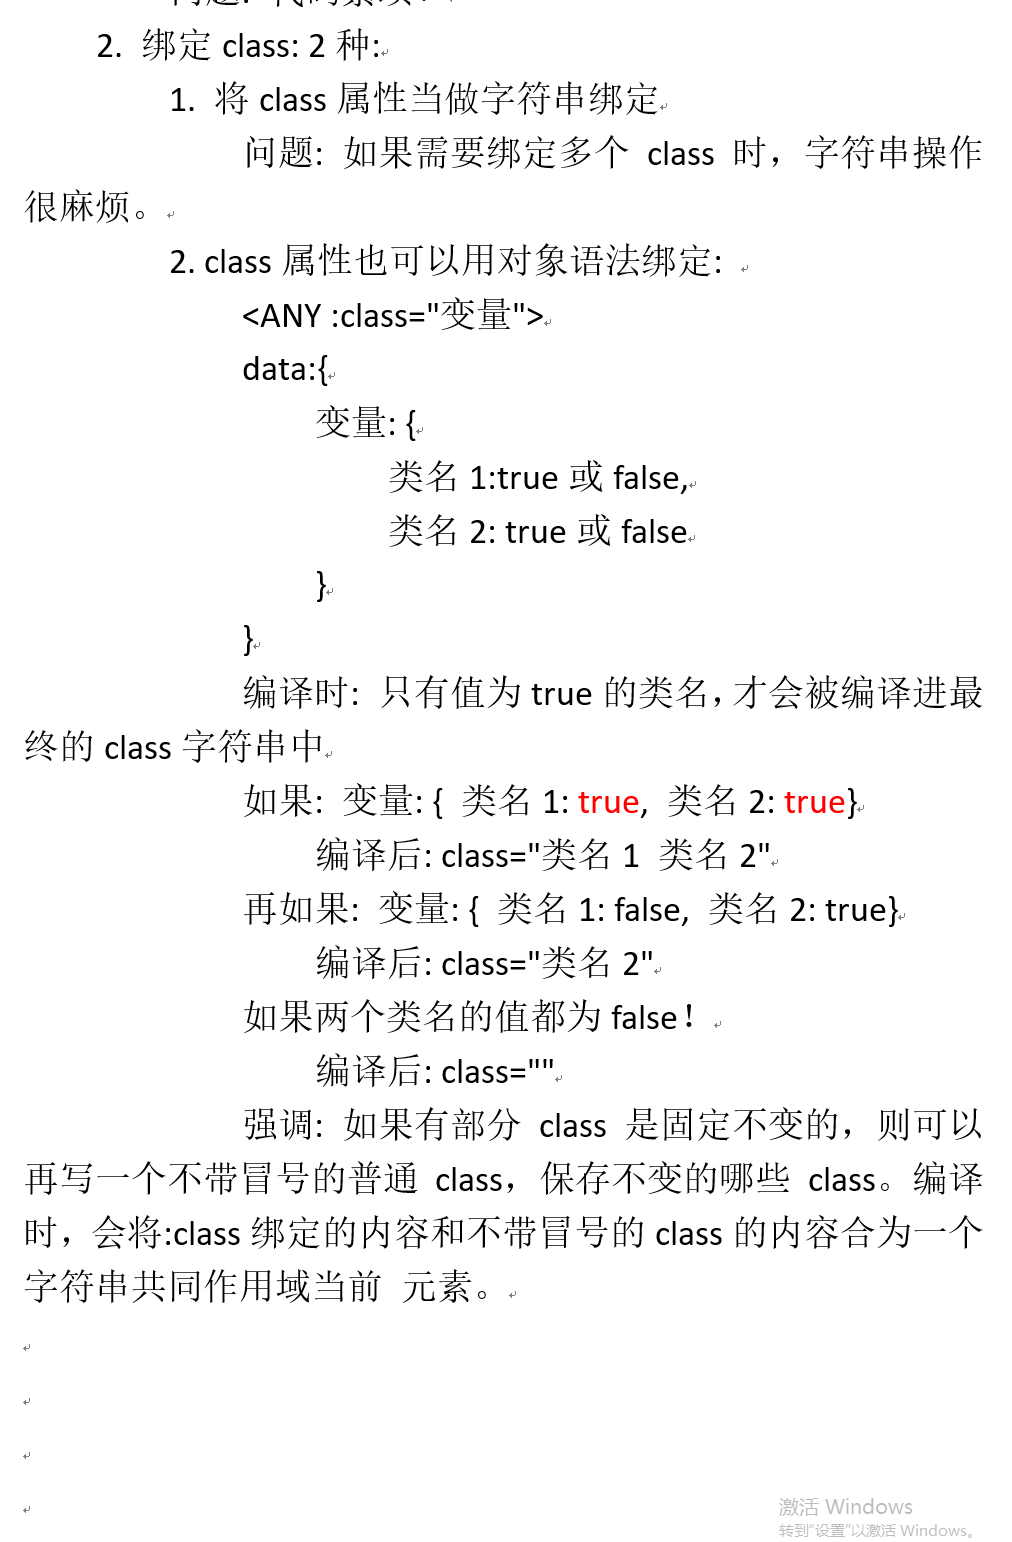 2. 绑定 class: 2 种:
1. 将 class 属性当做字符串绑定
问题: 如果需要绑定多个 class 时，字符串操作
很麻烦。
2. class 属性也可以用对象语法绑定:
<ANY :class="变量">
data:{
变量: {
类名 1:true 或 false,
类名 2: true 或 false
}
}
编译时: 只有值为 true 的类名，才会被编译进最
终的 class 字符串中
如果: 变量: { 类名 1: true, 类名 2: true}
编译后: class="类名 1 类名 2"
再如果: 变量: { 类名 1: false, 类名 2: true}
编译后: class="类名 2"
如果两个类名的值都为 false！
编译后: class=""
强调: 如果有部分 class 是固定不变的，则可以
再写一个不带冒号的普通 class，保存不变的哪些 class。编译
时，会将:class 绑定的内容和不带冒号的 class 的内容合为一个
字符串共同作用域当前 元素。
激活 Windows
转到"设置"以激活 Windows。